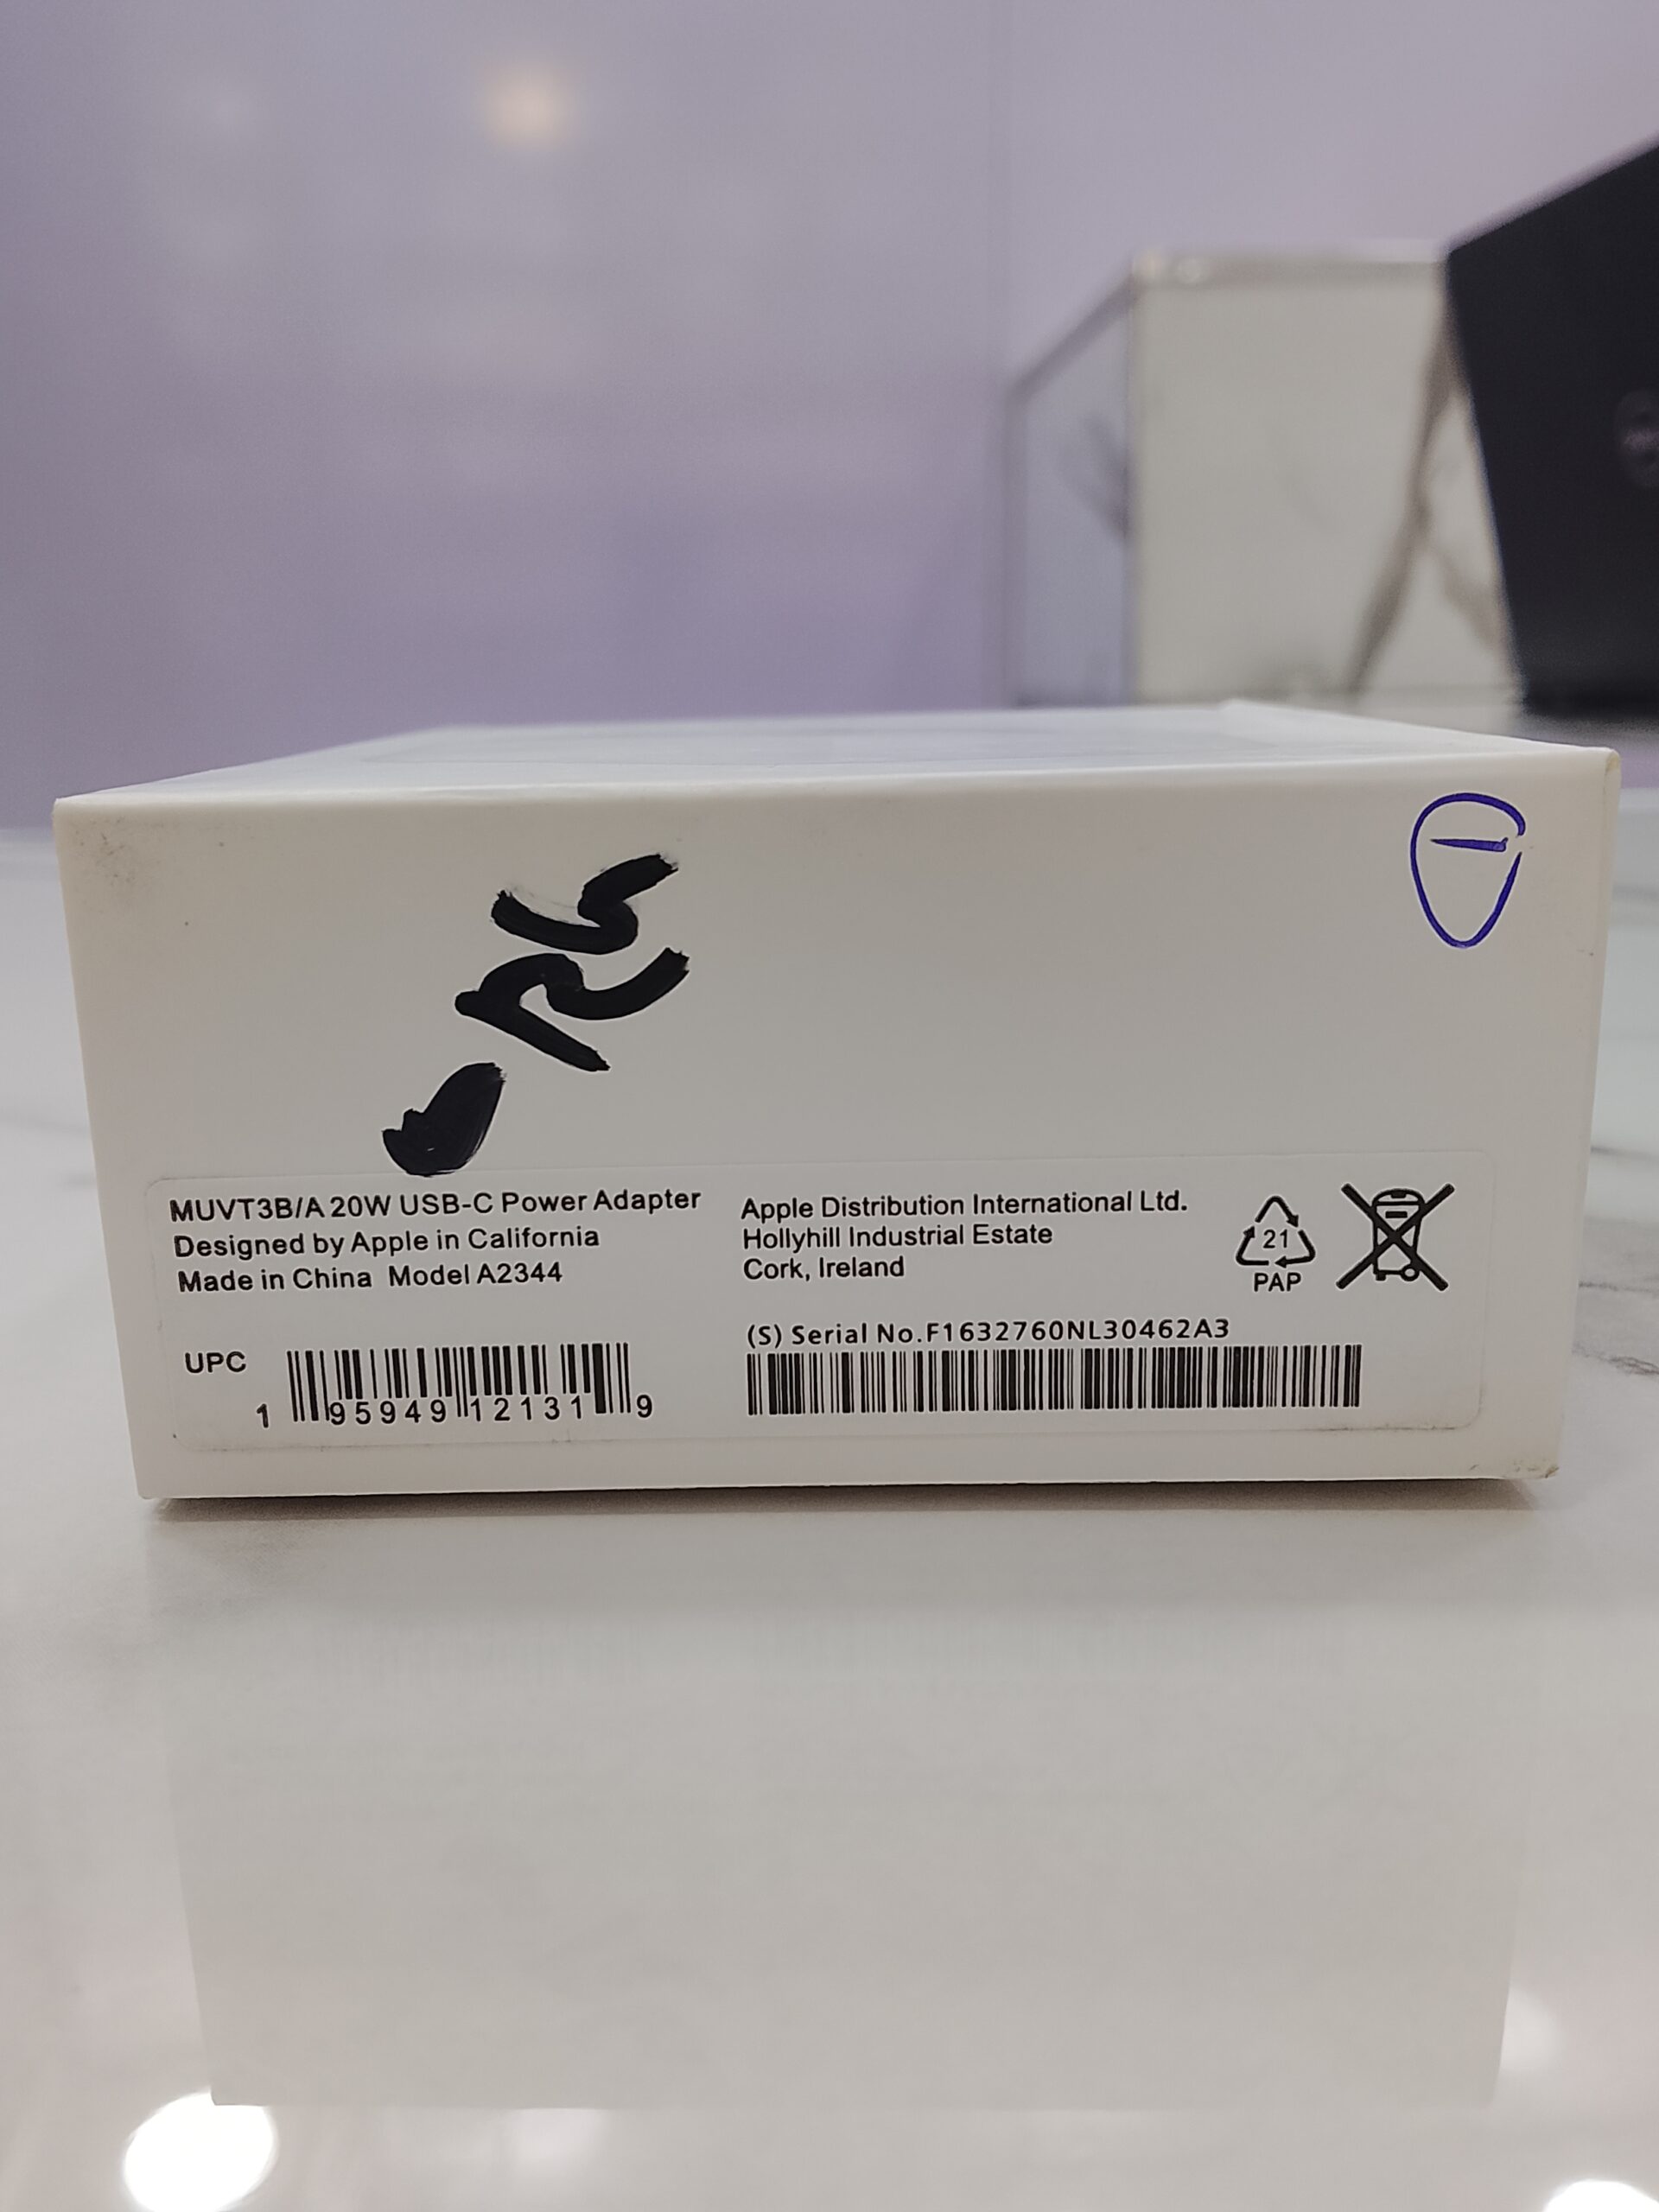 MUVT3B/A 20W USB-C Power Adapter
Designed by Apple in California
Made in China Model A2344
Apple Distribution International Ltd.
Hollyhill Industrial Estate
Cork, Ireland
21
PAP
(S) Serial No.F1632760NL30462A3
UPC
1 95949 12131 9